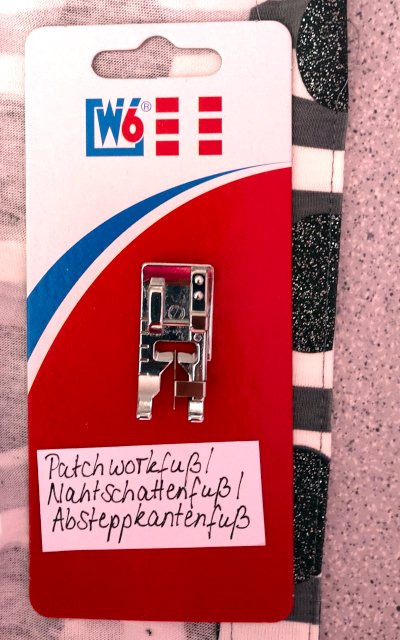 W6®
Patchworkfuß/
Nahtschattenfuß/
Absteppkantenfuß